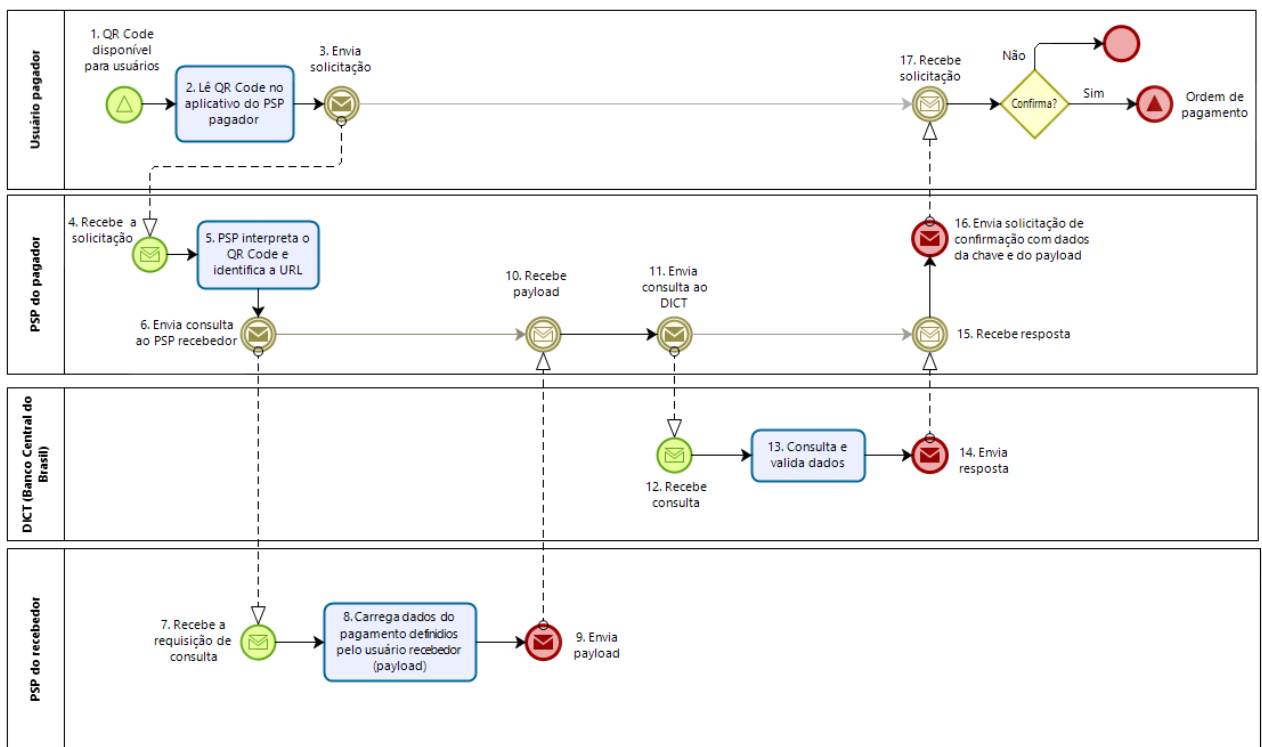 Usuário pagador
1. QR Code
disponível
para usuários
2. Lê QR Code no
aplicativo do PSP
pagador
3. Envia
solicitação
17. Recebe
solicitação
Não
Confirma?
Sim
Ordem de
pagamento
PSP do pagador
4. Recebe a
solicitação
5. PSP interpreta o
QR Code e
identifica a URL
6. Envia consulta
ao PSP recebedor
10. Recebe
payload
11. Envia
consulta ao
DICT
16. Envia solicitação de
confirmação com dados
da chave e do payload
15. Recebe resposta
DICT (Banco Central do
Brasil)
12. Recebe
consulta
13. Consulta e
valida dados
14. Envia
resposta
PSP do recebedor
7. Recebe a
requisição de
consulta
8. Carrega dados do
pagamento definidios
pelo usuário recebedor
(payload)
9. Envia
payload